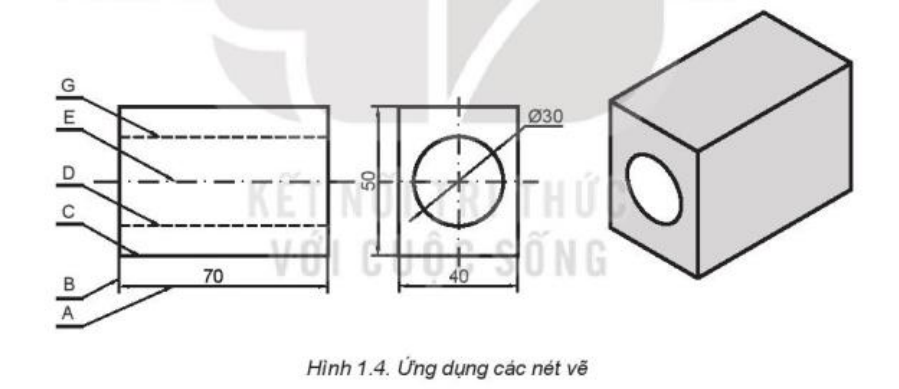 G
E
D
C
B
A
70
50
Ø30
40
KẾT NỐI TRI THỨC
VỚI CUỘC SỐNG
Hình 1.4. Ứng dụng các nét vẽ